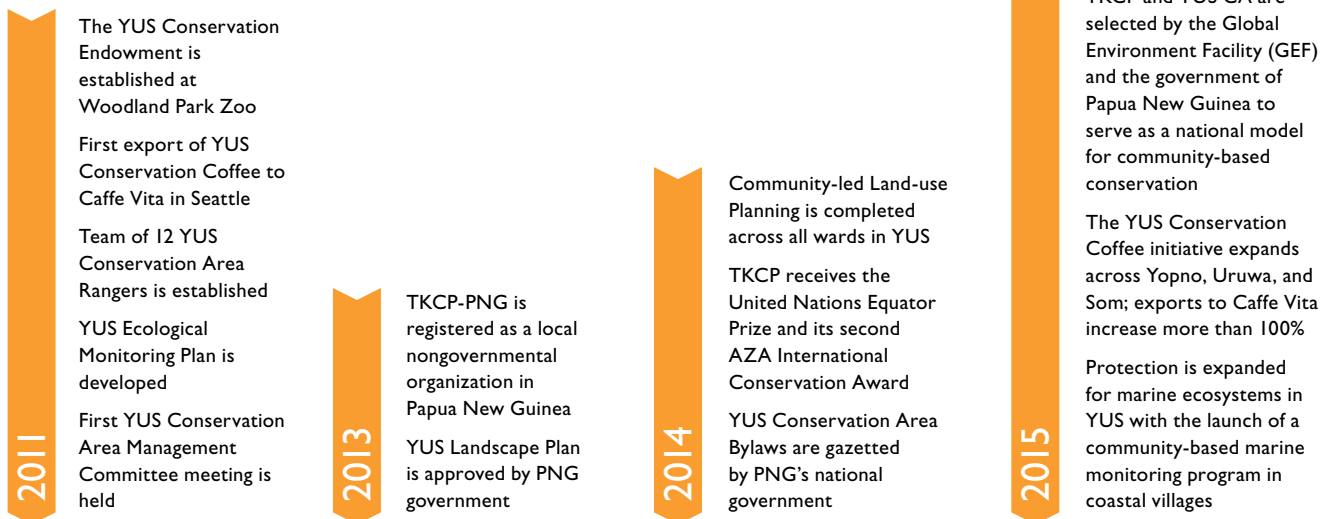 The YUS Conservation
Endowment is
established at
Woodland Park Zoo
First export of YUS
Conservation Coffee to
Caffe Vita in Seattle
Team of 12 YUS
Conservation Area
Rangers is established
YUS Ecological
Monitoring Plan is
developed
First YUS Conservation
Area Management
Committee meeting is
held
2011
TKCP-PNG is
registered as a local
nongovernmental
organization in
Papua New Guinea
YUS Landscape Plan
is approved by PNG
government
2013
Community-led Land-use
Planning is completed
across all wards in YUS
TKCP receives the
United Nations Equator
Prize and its second
AZA International
Conservation Award
YUS Conservation Area
Bylaws are gazetted
by PNG's national
government
2014
TKCP and YUS CA are
selected by the Global
Environment Facility (GEF)
and the government of
Papua New Guinea to
serve as a national model
for community-based
conservation
The YUS Conservation
Coffee initiative expands
across Yopno, Uruwa, and
Som; exports to Caffe Vita
increase more than 100%
Protection is expanded
for marine ecosystems in
YUS with the launch of a
community-based marine
monitoring program in
coastal villages
2015